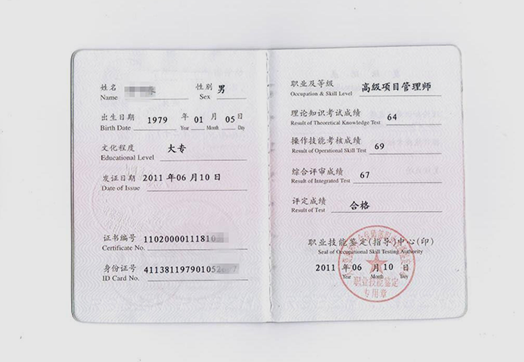 姓名 性别 男
Name Sex
出生日期 1979 年 01 月 05 日
Birth Date Year Month Day
文化程度 大专
Educational Level
发证日期 2011 年 06 月 10 日
Date of Issue
证书编号 11020000111810
Certificate No.
身份证号 41138119790105
ID Card No.
职业及等级 高级项目管理师
Occupation & Skill Level
理论知识考试成绩 64
Result of Theoretical Knowledge Test
操作技能考核成绩 69
Result of Operational Skill Test
综合评审成绩 67
Result of Integrated Test
评定成绩 合格
Result of Test
职业技能鉴定(指导)中心(印)
Seal of Occupational Skill Testing Authority
2011 年 06 月 10 日
Year Month Day
职业技能鉴定
专用章